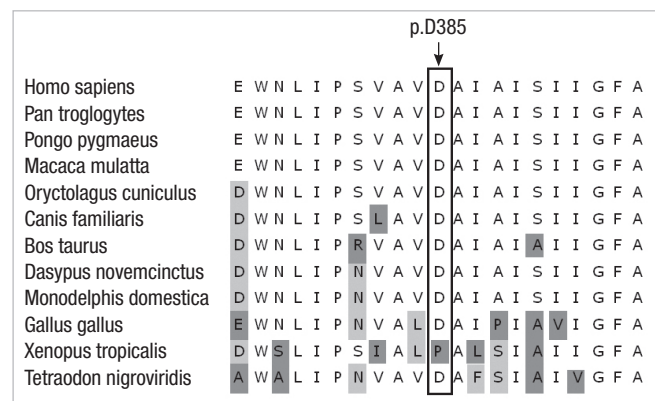 p.D385
Homo sapiens E W N L I P S V A V D A I A I S I I G F A
Pan troglogytes E W N L I P S V A V D A I A I S I I G F A
Pongo pygmaeus E W N L I P S V A V D A I A I S I I G F A
Macaca mulatta E W N L I P S V A V D A I A I S I I G F A
Oryctolagus cuniculus D W N L I P S V A V D A I A I S I I G F A
Canis familiaris D W N L I P S L A V D A I A I S I I G F A
Bos taurus D W N L I P R V A V D A I A I A I I G F A
Dasypus novemcinctus D W N L I P N V A V D A I A I S I I G F A
Monodelphis domestica D W N L I P N V A V D A I A I S I I G F A
Gallus gallus E W N L I P N V A L D A I P I A V I G F A
Xenopus tropicalis D W S L I P S I A L P A L S I A I I G F A
Tetraodon nigroviridis A W A L I P N V A V D A F S I A I V G F A